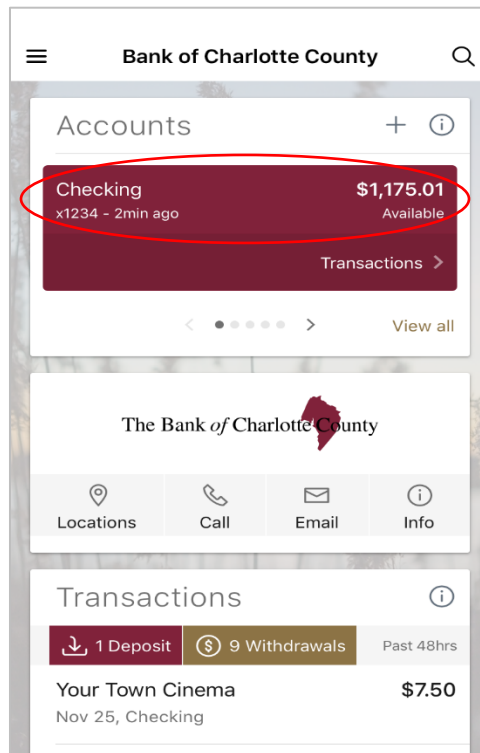 Bank of Charlotte County
Accounts
Checking $1,175.01
x1234 - 2min ago Available
Transactions
View all
The Bank of Charlotte County
Locations Call Email Info
Transactions
1 Deposit $ 9 Withdrawals Past 48hrs
Your Town Cinema $7.50
Nov 25, Checking